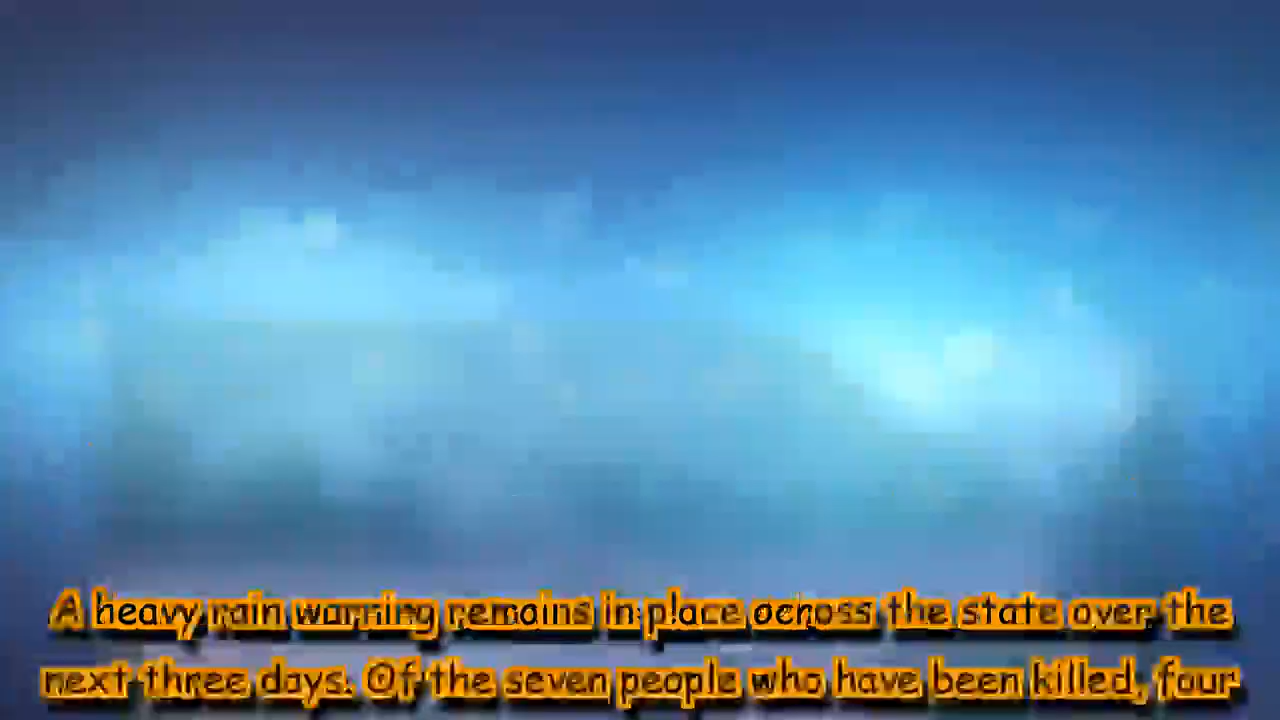 A heavy rain warning remains in place across the state over the
next three days. Of the seven people who have been killed, four